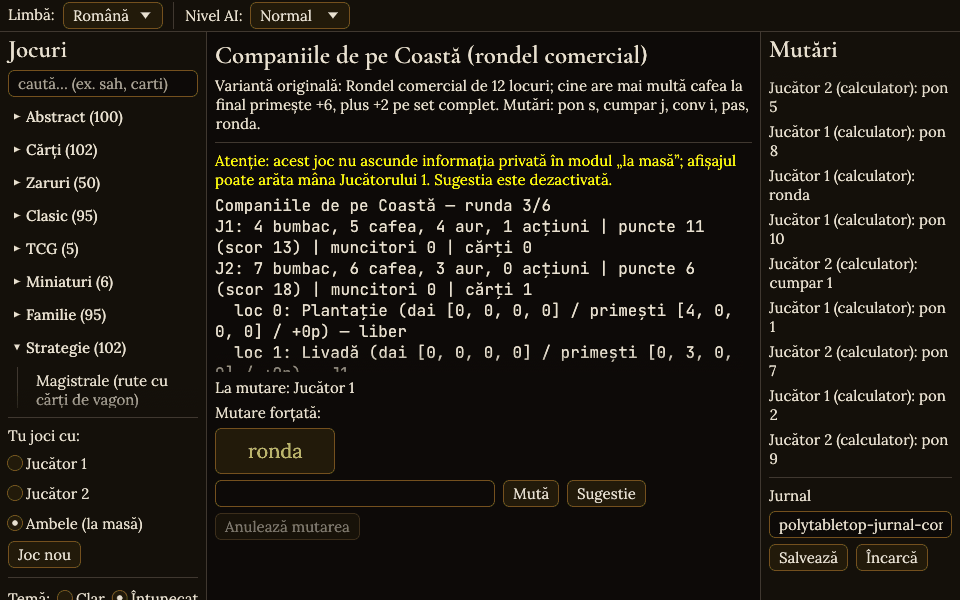 Limbă: Română ▼ Nivel AI: Normal ▼
Jocuri
caută... (ex. sah, carti)
▸ Abstract (100)
▸ Cărți (102)
▸ Zaruri (50)
▸ Clasic (95)
▸ TCG (5)
▸ Miniaturi (6)
▸ Familie (95)
▾ Strategie (102)
Magistrale (rute cu
cărți de vagon)
Tu joci cu:
Jucător 1
Jucător 2
Ambele (la masă)
Joc nou
Temă: Clar Întunecat
Companiile de pe Coastă (rondel comercial)
Variantă originală: Rondel comercial de 12 locuri; cine are mai multă cafea la
final primește +6, plus +2 pe set complet. Mutări: pon s, cumpar j, conv i, pas,
ronda.
Atenție: acest joc nu ascunde informația privată în modul „la masă”; afișajul
poate arăta mâna Jucătorului 1. Sugestia este dezactivată.
Companiile de pe Coastă — runda 3/6
J1: 4 bumbac, 5 cafea, 4 aur, 1 acțiuni | puncte 11
(scor 13) | muncitori 0 | cărți 0
J2: 7 bumbac, 6 cafea, 3 aur, 0 acțiuni | puncte 6
(scor 18) | muncitori 0 | cărți 1
loc 0: Plantație (dai [0, 0, 0, 0] / primești [4, 0,
0, 0] / +0p) — liber
loc 1: Livadă (dai [0, 0, 0, 0] / primești [0, 3, 0,
0] / +0p) — J1
La mutare: Jucător 1
Mutare forțată:
ronda
Mută Sugestie
Anulează mutarea
Mutări
Jucător 2 (calculator): pon
5
Jucător 1 (calculator): pon
8
Jucător 1 (calculator):
ronda
Jucător 1 (calculator): pon
10
Jucător 2 (calculator):
cumpar 1
Jucător 1 (calculator): pon
1
Jucător 2 (calculator): pon
7
Jucător 1 (calculator): pon
2
Jucător 2 (calculator): pon
9
Jurnal
polytabletop-jurnal-cor
Salvează Încarcă